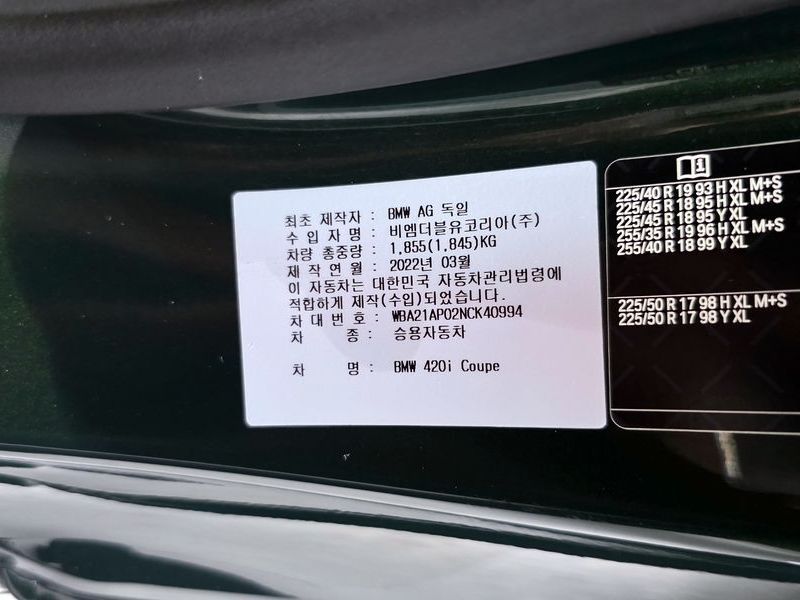 최초 제작자 : BMW AG 독일
수 입 자 명 : 비엠더블유코리아(주)
차량 총중량 : 1,855(1,845)KG
제 작 연 월 : 2022년 03월
이 자동차는 대한민국 자동차관리법령에
적합하게 제작(수입)되었습니다.
차 대 번 호 : WBA21AP02NCK40994
차 종 : 승용자동차
차 명 : BMW 420i Coupe
225/40 R 19 93 H XL M+S
225/45 R 18 95 H XL M+S
225/45 R 18 95 Y XL
255/35 R 19 96 H XL M+S
255/40 R 18 99 Y XL
225/50 R 17 98 H XL M+S
225/50 R 17 98 Y XL